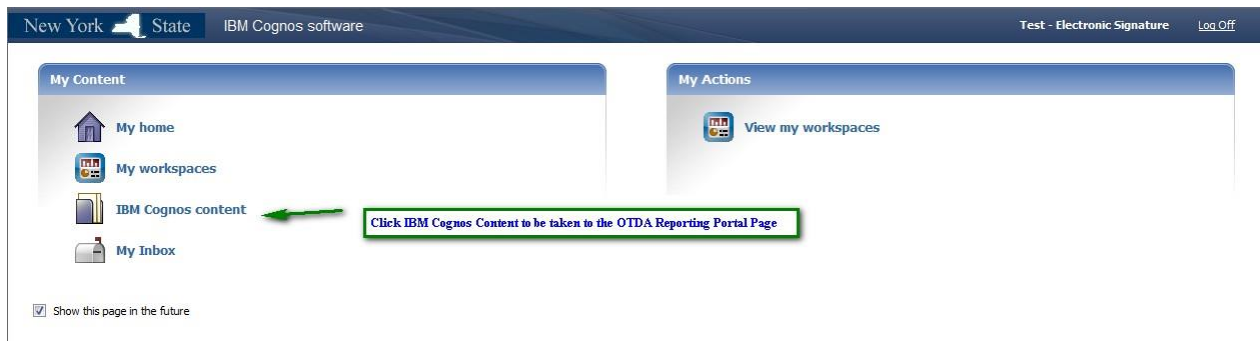 New York State IBM Cognos software Test - Electronic Signature Log Off
My Content
My home
My workspaces
IBM Cognos content
My Inbox
My Actions
View my workspaces
Click IBM Cognos Content to be taken to the OTDA Reporting Portal Page
Show this page in the future